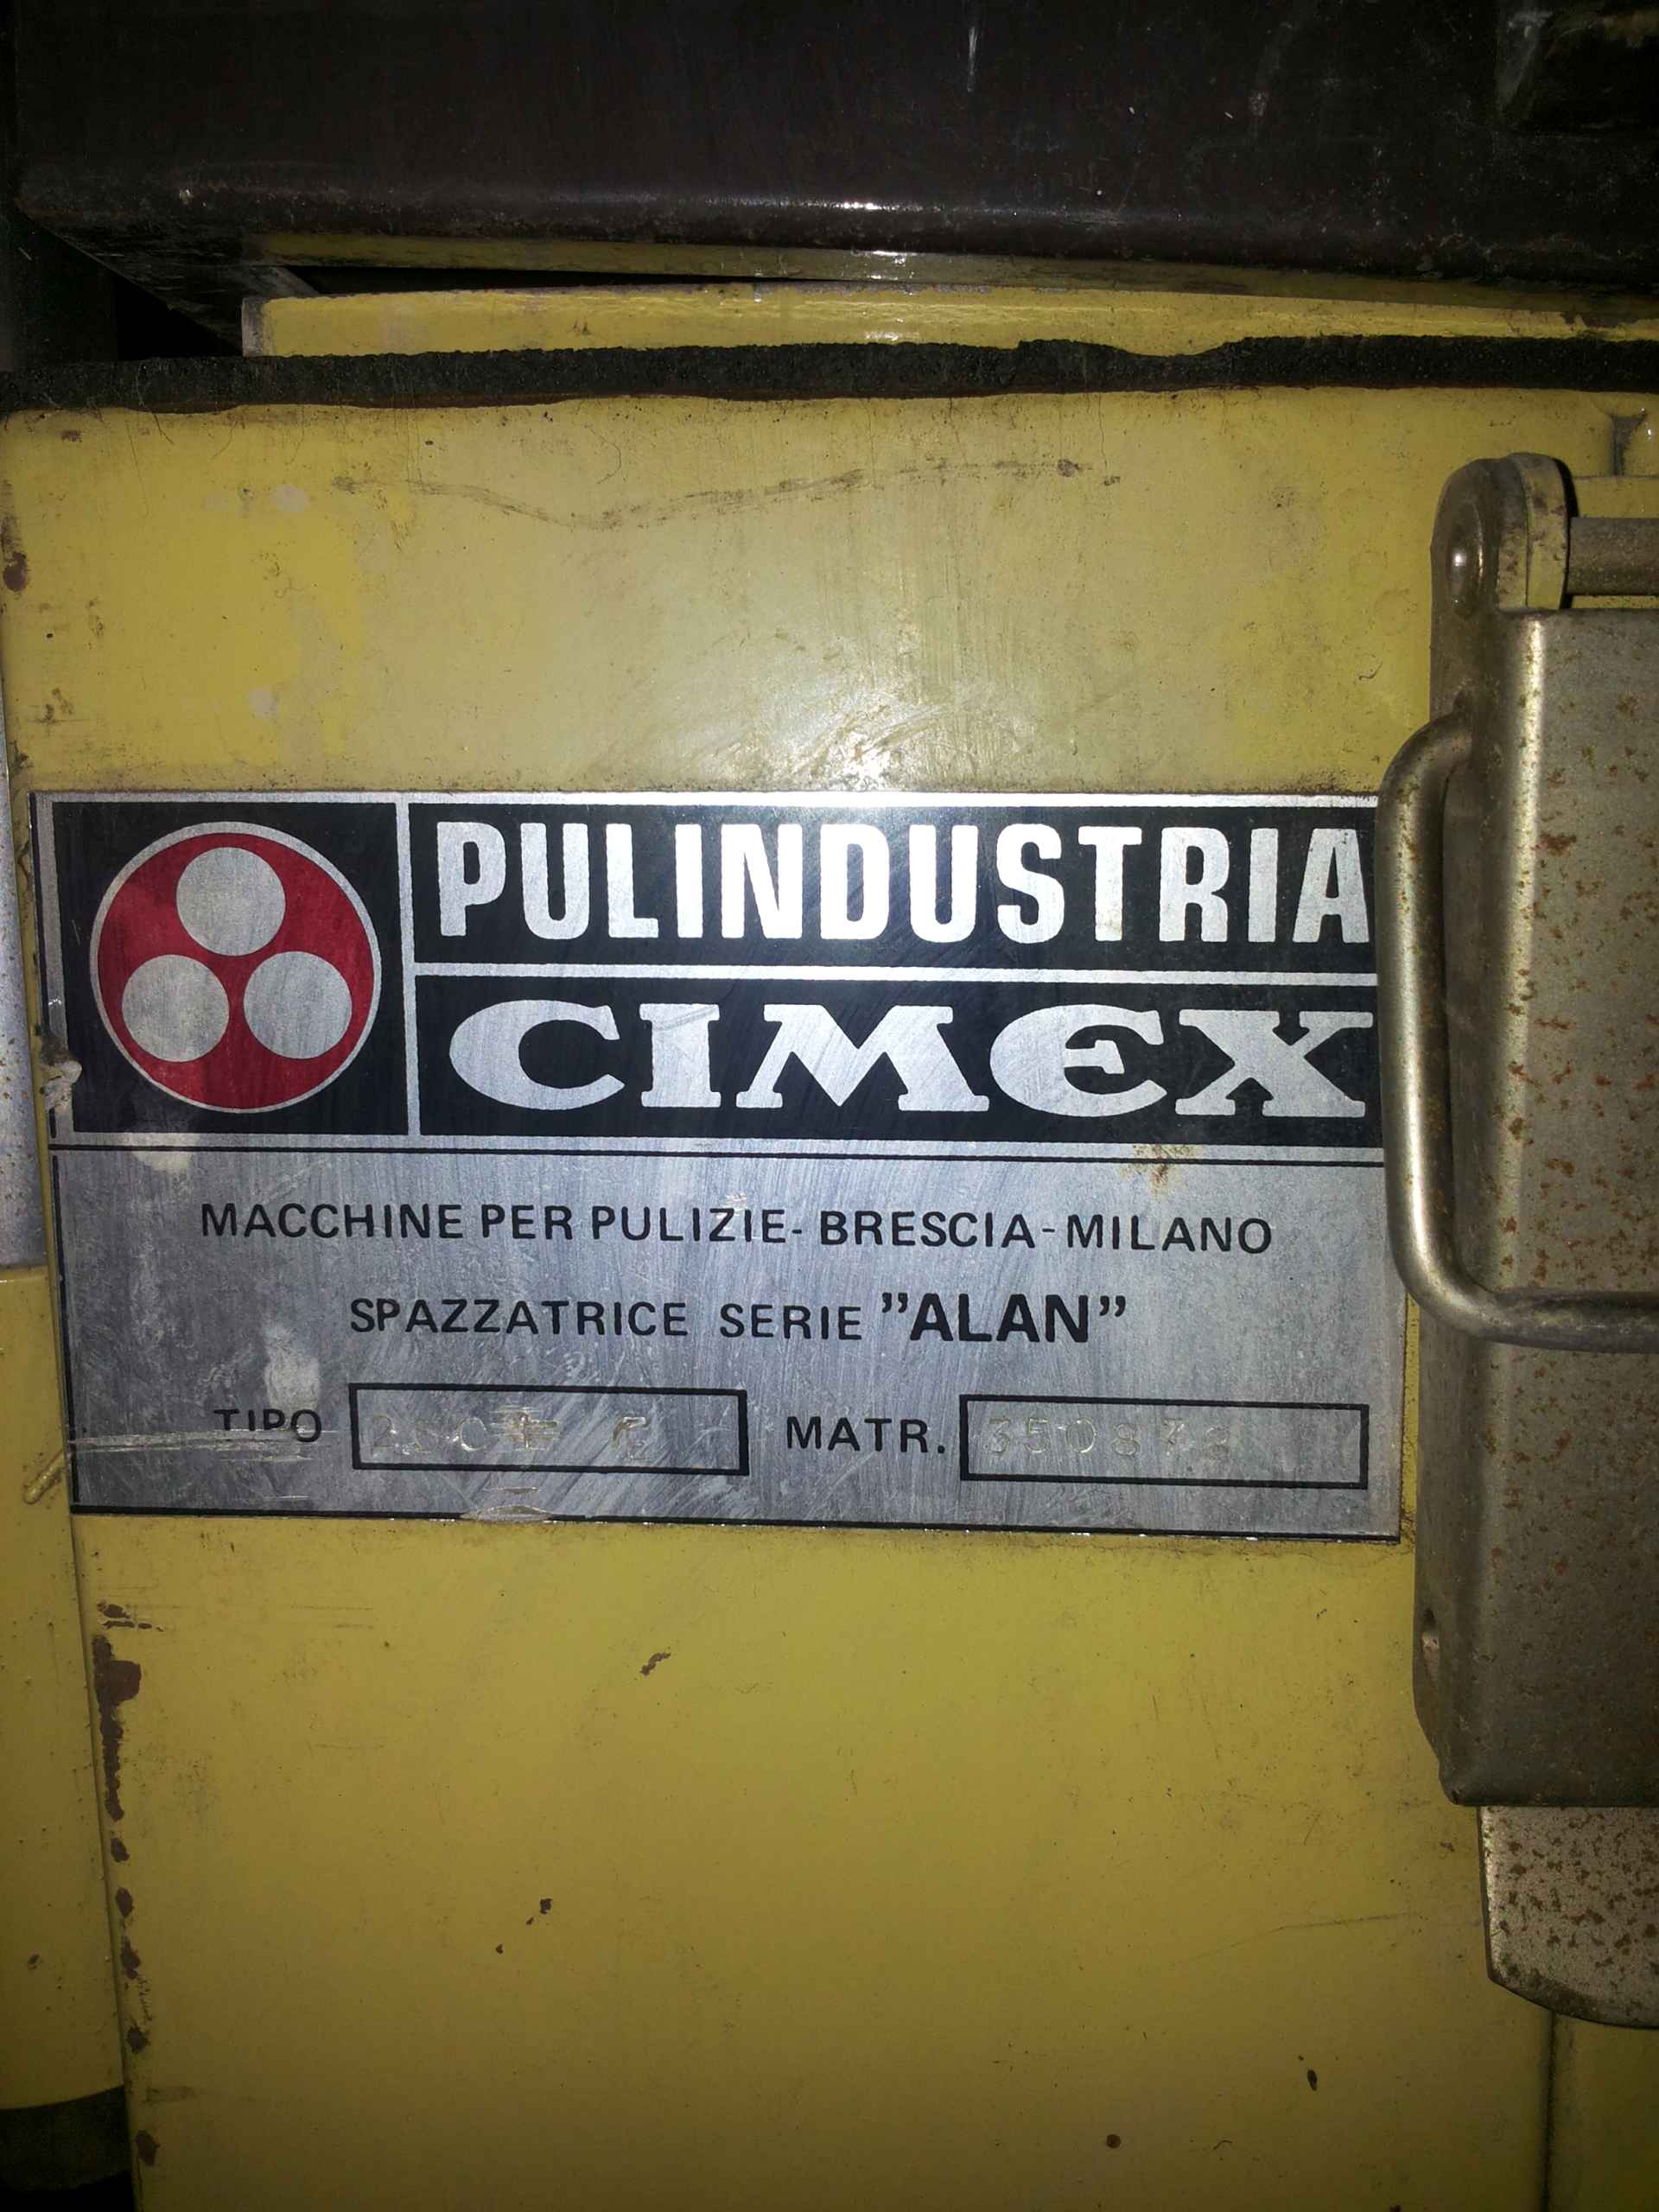 PULINDUSTRIA
CIMEX
MACCHINE PER PULIZIE - BRESCIA - MILANO
SPAZZATRICE SERIE "ALAN"
TIPO MATR.